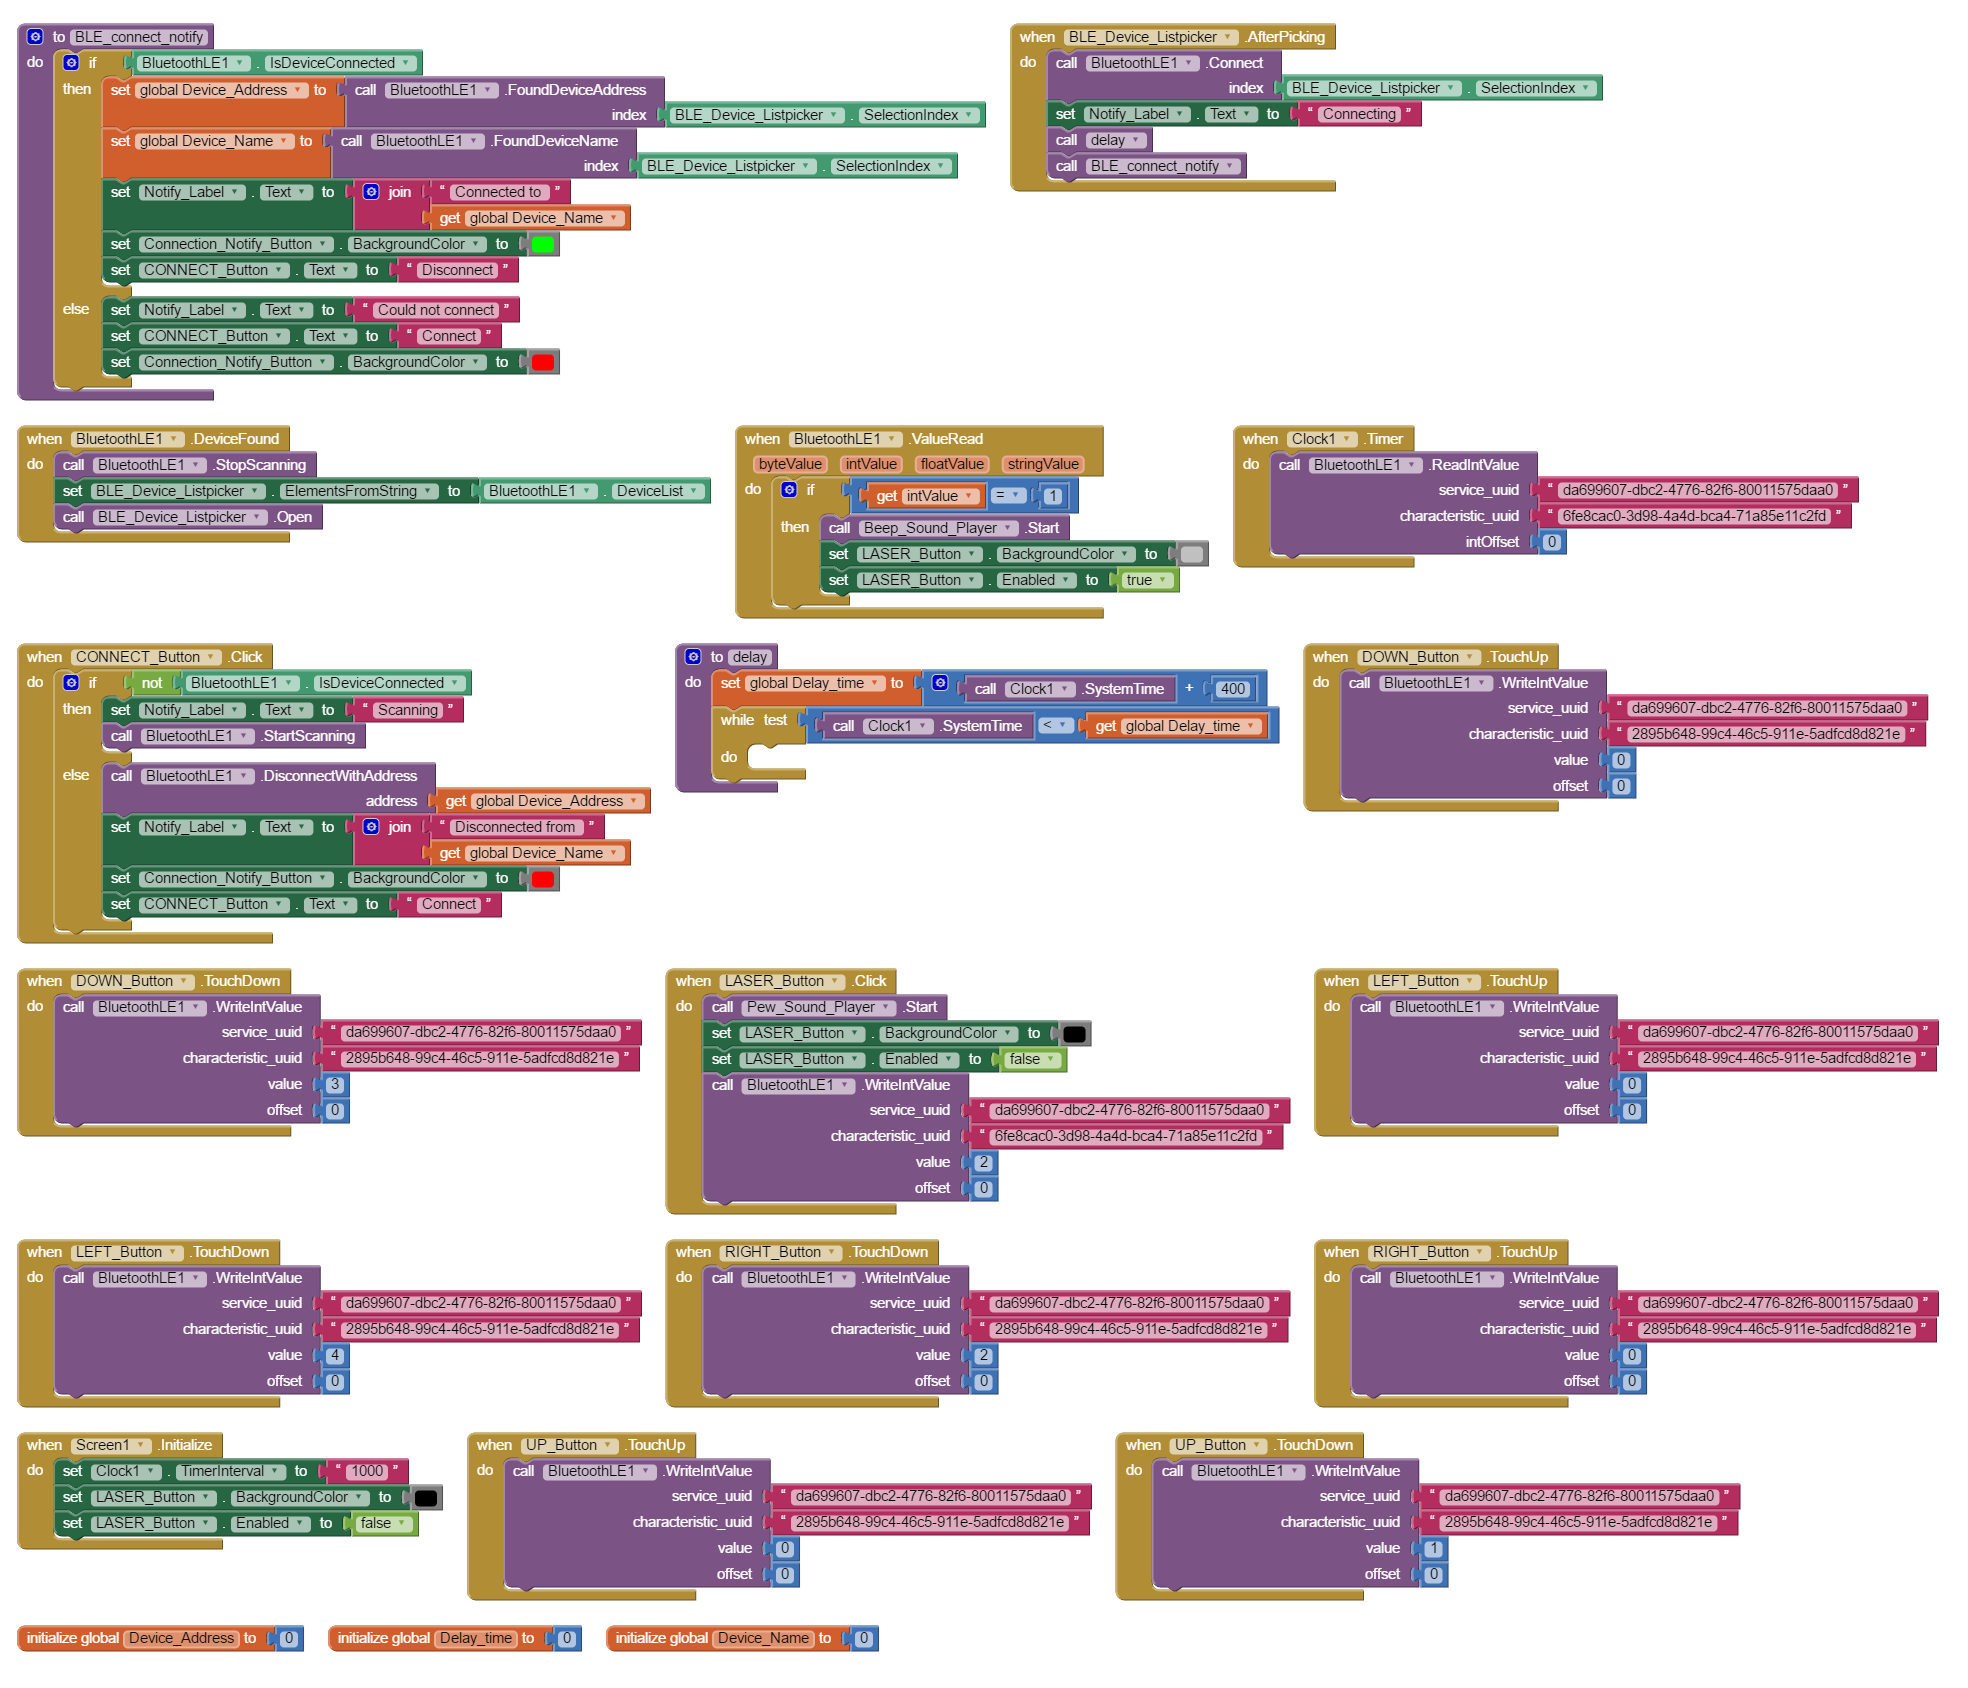 to BLE_connect_notify
do if BluetoothLE1 . IsDeviceConnected
then set global Device_Address to call BluetoothLE1 .FoundDeviceAddress
index BLE_Device_Listpicker . SelectionIndex
set global Device_Name to call BluetoothLE1 .FoundDeviceName
index BLE_Device_Listpicker . SelectionIndex
set Notify_Label . Text to join “ Connected to ”
get global Device_Name
set Connection_Notify_Button . BackgroundColor to
set CONNECT_Button . Text to “ Disconnect ”
else set Notify_Label . Text to “ Could not connect ”
set CONNECT_Button . Text to “ Connect ”
set Connection_Notify_Button . BackgroundColor to
when BLE_Device_Listpicker .AfterPicking
do call BluetoothLE1 .Connect
index BLE_Device_Listpicker . SelectionIndex
set Notify_Label . Text to “ Connecting ”
call delay
call BLE_connect_notify
when BluetoothLE1 .DeviceFound
do call BluetoothLE1 .StopScanning
set BLE_Device_Listpicker . ElementsFromString to BluetoothLE1 . DeviceList
call BLE_Device_Listpicker .Open
when BluetoothLE1 .ValueRead
byteValue intValue floatValue stringValue
do if get intValue = 1
then call Beep_Sound_Player .Start
set LASER_Button . BackgroundColor to
set LASER_Button . Enabled to true
when Clock1 .Timer
do call BluetoothLE1 .ReadIntValue
service_uuid “ da699607-dbc2-4776-82f6-80011575daa0 ”
characteristic_uuid “ 6fe8cac0-3d98-4a4d-bca4-71a85e11c2fd ”
intOffset 0
when CONNECT_Button .Click
do if not BluetoothLE1 . IsDeviceConnected
then set Notify_Label . Text to “ Scanning ”
call BluetoothLE1 .StartScanning
else call BluetoothLE1 .DisconnectWithAddress
address get global Device_Address
set Notify_Label . Text to join “ Disconnected from ”
get global Device_Name
set Connection_Notify_Button . BackgroundColor to
set CONNECT_Button . Text to “ Connect ”
to delay
do set global Delay_time to call Clock1 .SystemTime + 400
while test call Clock1 .SystemTime < get global Delay_time
do
when DOWN_Button .TouchUp
do call BluetoothLE1 .WriteIntValue
service_uuid “ da699607-dbc2-4776-82f6-80011575daa0 ”
characteristic_uuid “ 2895b648-99c4-46c5-911e-5adfcd8d821e ”
value 0
offset 0
when DOWN_Button .TouchDown
do call BluetoothLE1 .WriteIntValue
service_uuid “ da699607-dbc2-4776-82f6-80011575daa0 ”
characteristic_uuid “ 2895b648-99c4-46c5-911e-5adfcd8d821e ”
value 3
offset 0
when LASER_Button .Click
do call Pew_Sound_Player .Start
set LASER_Button . BackgroundColor to
set LASER_Button . Enabled to false
call BluetoothLE1 .WriteIntValue
service_uuid “ da699607-dbc2-4776-82f6-80011575daa0 ”
characteristic_uuid “ 6fe8cac0-3d98-4a4d-bca4-71a85e11c2fd ”
value 2
offset 0
when LEFT_Button .TouchUp
do call BluetoothLE1 .WriteIntValue
service_uuid “ da699607-dbc2-4776-82f6-80011575daa0 ”
characteristic_uuid “ 2895b648-99c4-46c5-911e-5adfcd8d821e ”
value 0
offset 0
when LEFT_Button .TouchDown
do call BluetoothLE1 .WriteIntValue
service_uuid “ da699607-dbc2-4776-82f6-80011575daa0 ”
characteristic_uuid “ 2895b648-99c4-46c5-911e-5adfcd8d821e ”
value 4
offset 0
when RIGHT_Button .TouchDown
do call BluetoothLE1 .WriteIntValue
service_uuid “ da699607-dbc2-4776-82f6-80011575daa0 ”
characteristic_uuid “ 2895b648-99c4-46c5-911e-5adfcd8d821e ”
value 2
offset 0
when RIGHT_Button .TouchUp
do call BluetoothLE1 .WriteIntValue
service_uuid “ da699607-dbc2-4776-82f6-80011575daa0 ”
characteristic_uuid “ 2895b648-99c4-46c5-911e-5adfcd8d821e ”
value 0
offset 0
when Screen1 .Initialize
do set Clock1 . TimerInterval to “ 1000 ”
set LASER_Button . BackgroundColor to
set LASER_Button . Enabled to false
when UP_Button .TouchUp
do call BluetoothLE1 .WriteIntValue
service_uuid “ da699607-dbc2-4776-82f6-80011575daa0 ”
characteristic_uuid “ 2895b648-99c4-46c5-911e-5adfcd8d821e ”
value 0
offset 0
when UP_Button .TouchDown
do call BluetoothLE1 .WriteIntValue
service_uuid “ da699607-dbc2-4776-82f6-80011575daa0 ”
characteristic_uuid “ 2895b648-99c4-46c5-911e-5adfcd8d821e ”
value 1
offset 0
initialize global Device_Address to 0
initialize global Delay_time to 0
initialize global Device_Name to 0